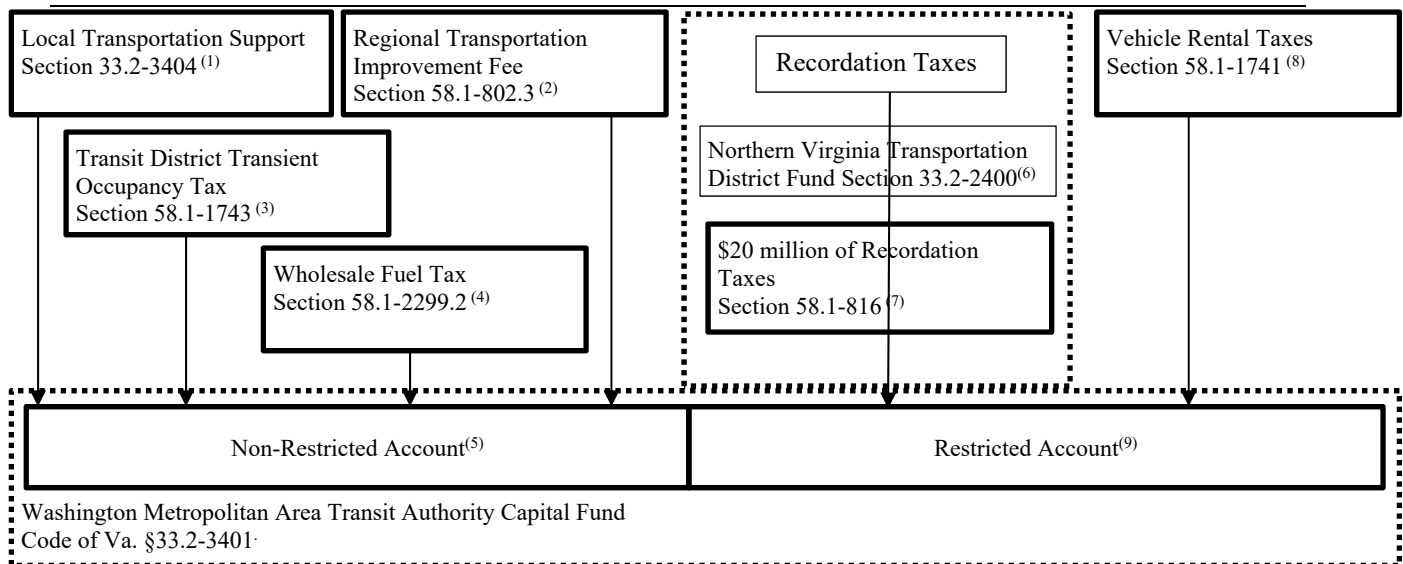 Local Transportation Support
Section 33.2-3404 (1)
Regional Transportation
Improvement Fee
Section 58.1-802.3 (2)
Recordation Taxes
Vehicle Rental Taxes
Section 58.1-1741 (8)
Transit District Transient
Occupancy Tax
Section 58.1-1743 (3)
Northern Virginia Transportation
District Fund Section 33.2-2400(6)
Wholesale Fuel Tax
Section 58.1-2299.2 (4)
$20 million of Recordation
Taxes
Section 58.1-816 (7)
Non-Restricted Account(5)
Restricted Account(9)
Washington Metropolitan Area Transit Authority Capital Fund
Code of Va. §33.2-3401.